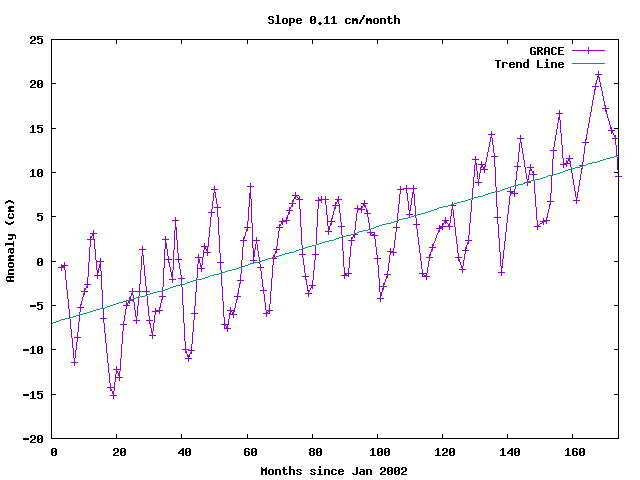 Slope 0.11 cm/month
25
20
15
10
5
0
-5
-10
-15
-20
Anomaly (cm)
GRACE
Trend Line
0 20 40 60 80 100 120 140 160
Months since Jan 2002